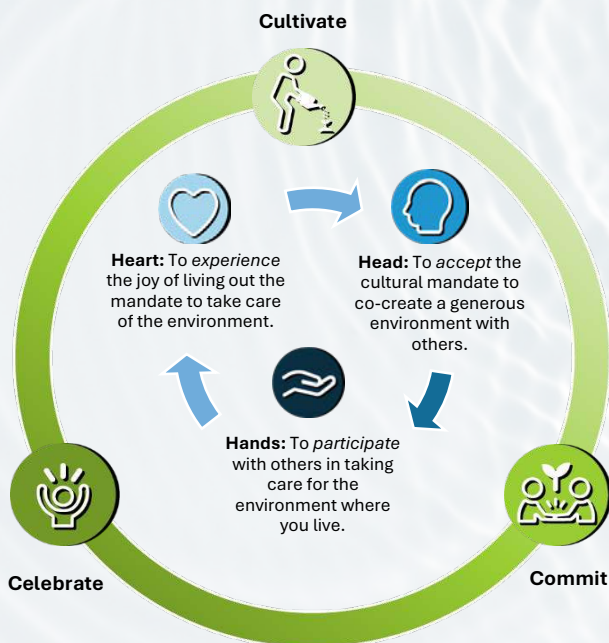 Cultivate
Heart: To experience
the joy of living out the
mandate to take care
of the environment.
Head: To accept the
cultural mandate to
co-create a generous
environment with
others.
Hands: To participate
with others in taking
care for the
environment where
you live.
Celebrate
Commit